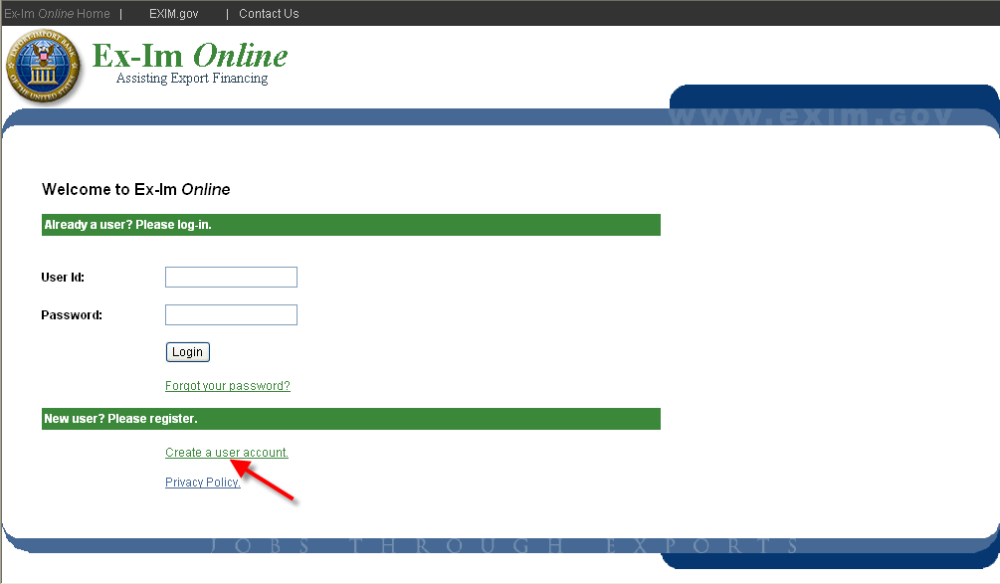 Ex-Im Online Home | EXIM.gov | Contact Us
EXPORT-IMPORT BANK
OF THE UNITED STATES
Ex-Im Online
Assisting Export Financing
www.exim.gov
Welcome to Ex-Im Online
Already a user? Please log-in.
User Id:
Password:
Login
Forgot your password?
New user? Please register.
Create a user account.
Privacy Policy.
JOBS THROUGH EXPORTS